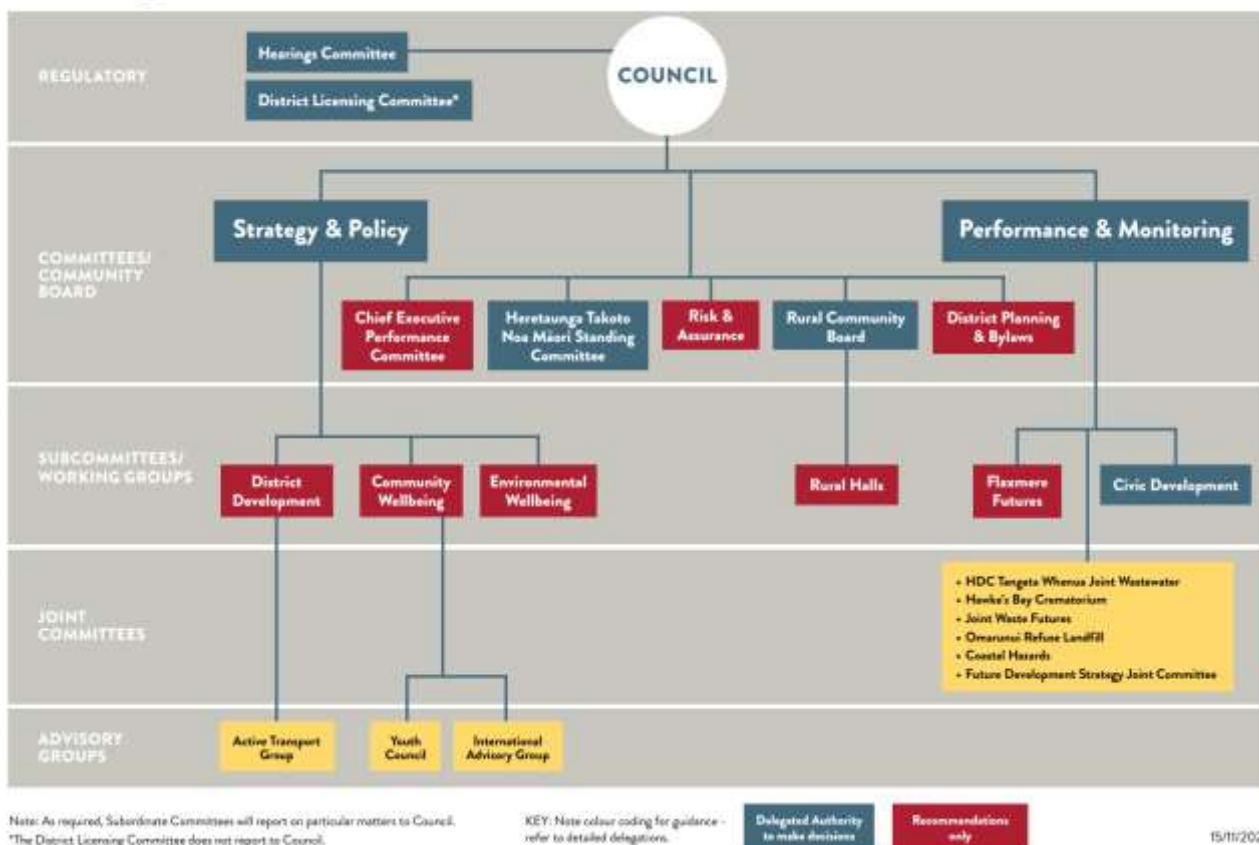 REGULATORY
Hearings Committee
District Licensing Committee*
COUNCIL
COMMITTEES/
COMMUNITY
BOARD
Strategy & Policy
Performance & Monitoring
Chief Executive
Performance
Committee
Heretaunga Takoto
Noa Māori Standing
Committee
Risk &
Assurance
Rural Community
Board
District Planning
& Bylaws
SUBCOMMITTEES/
WORKING GROUPS
District
Development
Community
Wellbeing
Environmental
Wellbeing
Rural Halls
Flaxmere
Futures
Civic Development
JOINT
COMMITTEES
• HDC Tangata Whenua Joint Wastewater
• Hawke's Bay Crematorium
• Joint Waste Futures
• Omarunui Refuse Landfill
• Coastal Hazards
• Future Development Strategy Joint Committee
ADVISORY
GROUPS
Active Transport
Group
Youth
Council
International
Advisory Group
Note: As required, Subordinate Committees will report on particular matters to Council.
*The District Licensing Committee does not report to Council.
KEY: Note colour coding for guidance -
refer to detailed delegations.
Delegated Authority
to make decisions
Recommendations
only